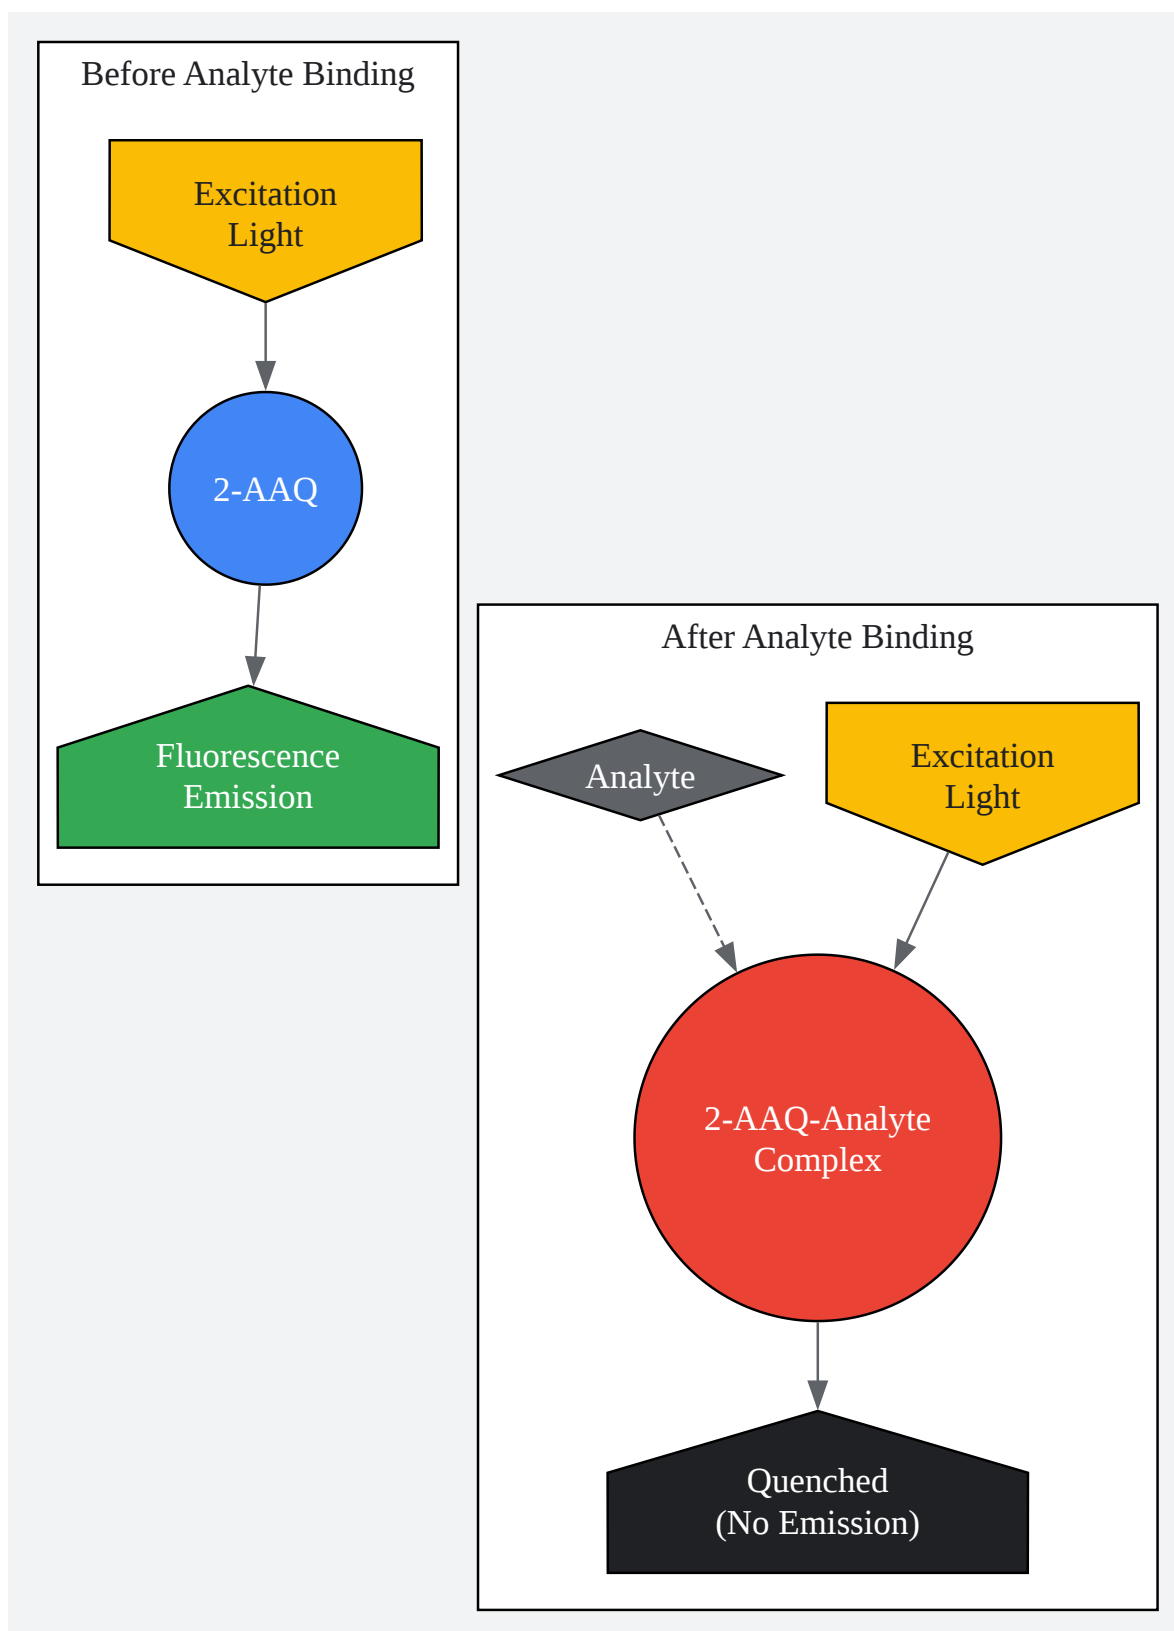 Before Analyte Binding
Excitation
Light
2-AAQ
Fluorescence
Emission
After Analyte Binding
Analyte
Excitation
Light
2-AAQ-Analyte
Complex
Quenched
(No Emission)